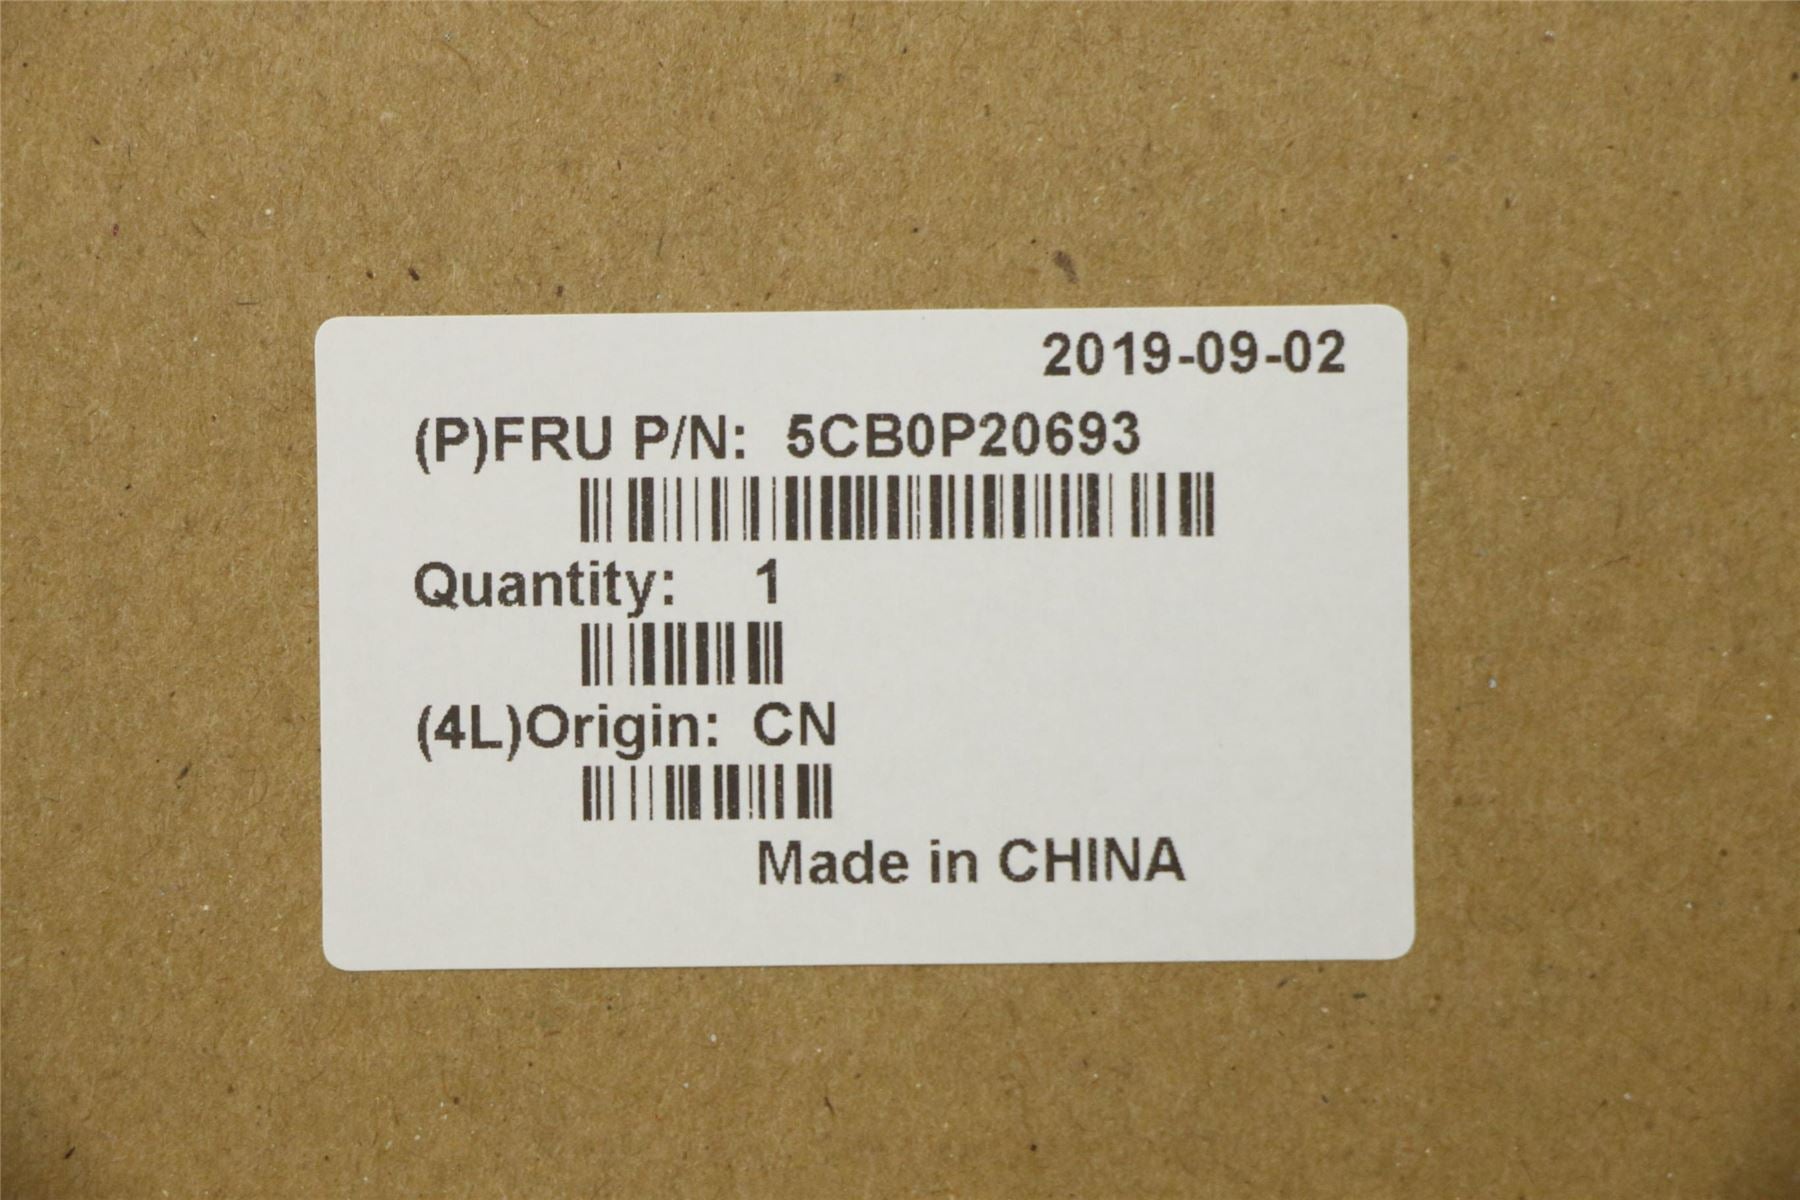 2019-09-02
(P)FRU P/N: 5CB0P20693
Quantity: 1
(4L)Origin: CN
Made in CHINA